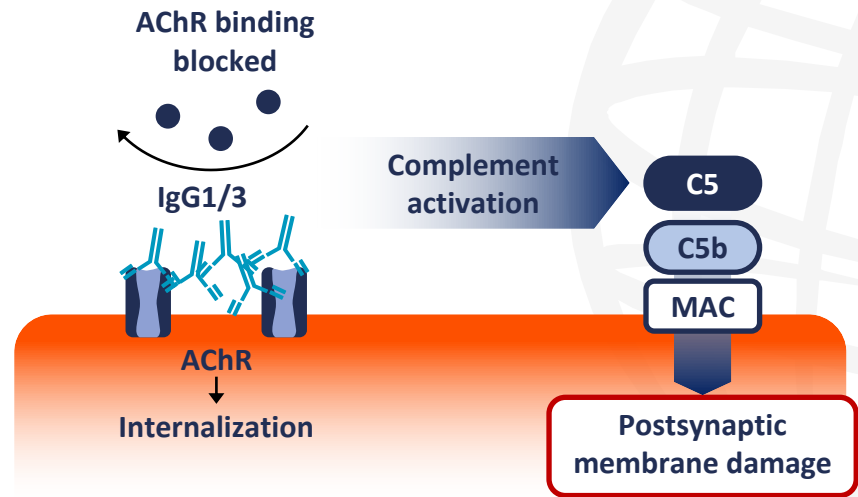 AChR binding
blocked
IgG1/3
Complement
activation
C5
C5b
MAC
AChR
Internalization
Postsynaptic
membrane damage